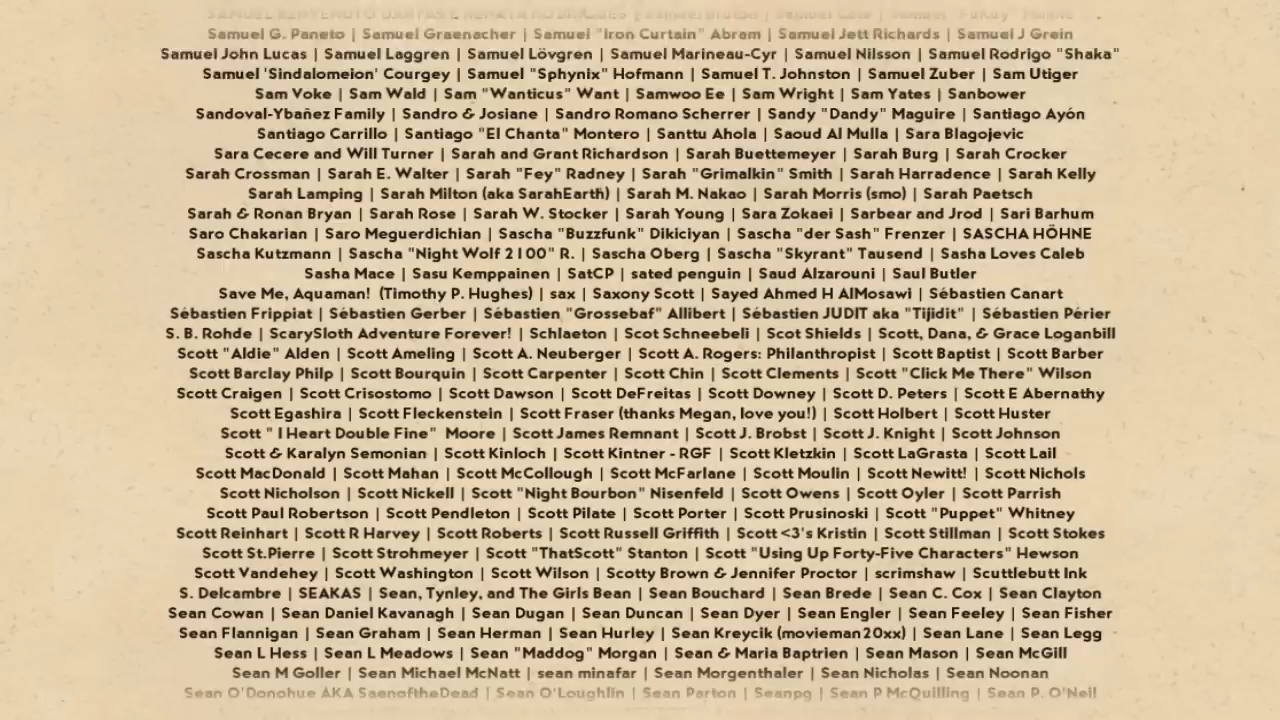 Samuel G. Paneto | Samuel Graenacher | Samuel "Iron Curtain" Abram | Samuel Jett Richards | Samuel J Grein
Samuel John Lucas | Samuel Laggren | Samuel Lövgren | Samuel Marineau-Cyr | Samuel Nilsson | Samuel Rodrigo "Shaka"
Samuel 'Sindalomeion' Courgey | Samuel "Sphynix" Hofmann | Samuel T. Johnston | Samuel Zuber | Sam Utiger
Sam Voke | Sam Wald | Sam "Wanticus" Want | Samwoo Ee | Sam Wright | Sam Yates | Sanbower
Sandoval-Ybañez Family | Sandro & Josiane | Sandro Romano Scherrer | Sandy "Dandy" Maguire | Santiago Ayón
Santiago Carrillo | Santiago "El Chanta" Montero | Santtu Ahola | Saoud Al Mulla | Sara Blagojevic
Sara Cecere and Will Turner | Sarah and Grant Richardson | Sarah Buettemeyer | Sarah Burg | Sarah Crocker
Sarah Crossman | Sarah E. Walter | Sarah "Fey" Radney | Sarah "Grimalkin" Smith | Sarah Harradence | Sarah Kelly
Sarah Lamping | Sarah Milton (aka SarahEarth) | Sarah M. Nakao | Sarah Morris (smo) | Sarah Paetsch
Sarah & Ronan Bryan | Sarah Rose | Sarah W. Stocker | Sarah Young | Sara Zokaei | Sarbear and Jrod | Sari Barhum
Saro Chakarian | Saro Meguerdichian | Sascha "Buzzfunk" Dikiciyan | Sascha "der Sash" Frenzer | SASCHA HÖHNE
Sascha Kutzmann | Sascha "Night Wolf 2100" R. | Sascha Oberg | Sascha "Skyrant" Tausend | Sasha Loves Caleb
Sasha Mace | Sasu Kemppainen | SatCP | sated penguin | Saud Alzarouni | Saul Butler
Save Me, Aquaman! (Timothy P. Hughes) | sax | Saxony Scott | Sayed Ahmed H AlMosawi | Sébastien Canart
Sébastien Frippiat | Sébastien Gerber | Sébastien "Grossebaf" Allibert | Sébastien JUDIT aka "Tijidit" | Sébastien Périer
S. B. Rohde | ScarySloth Adventure Forever! | Schlaeton | Scot Schneebeli | Scot Shields | Scott, Dana, & Grace Loganbill
Scott "Aldie" Alden | Scott Ameling | Scott A. Neuberger | Scott A. Rogers: Philanthropist | Scott Baptist | Scott Barber
Scott Barclay Philp | Scott Bourquin | Scott Carpenter | Scott Chin | Scott Clements | Scott "Click Me There" Wilson
Scott Craigen | Scott Crisostomo | Scott Dawson | Scott DeFreitas | Scott Downey | Scott D. Peters | Scott E Abernathy
Scott Egashira | Scott Fleckenstein | Scott Fraser (thanks Megan, love you!) | Scott Holbert | Scott Huster
Scott " I Heart Double Fine" Moore | Scott James Remnant | Scott J. Brobst | Scott J. Knight | Scott Johnson
Scott & Karalyn Semonian | Scott Kinloch | Scott Kintner - RGF | Scott Kletzkin | Scott LaGrasta | Scott Lail
Scott MacDonald | Scott Mahan | Scott McCollough | Scott McFarlane | Scott Moulin | Scott Newitt! | Scott Nichols
Scott Nicholson | Scott Nickell | Scott "Night Bourbon" Nisenfeld | Scott Owens | Scott Oyler | Scott Parrish
Scott Paul Robertson | Scott Pendleton | Scott Pilate | Scott Porter | Scott Prusinoski | Scott "Puppet" Whitney
Scott Reinhart | Scott R Harvey | Scott Roberts | Scott Russell Griffith | Scott <3's Kristin | Scott Stillman | Scott Stokes
Scott St.Pierre | Scott Strohmeyer | Scott "ThatScott" Stanton | Scott "Using Up Forty-Five Characters" Hewson
Scott Vandehey | Scott Washington | Scott Wilson | Scotty Brown & Jennifer Proctor | scrimshaw | Scuttlebutt Ink
S. Delcambre | SEAKAS | Sean, Tynley, and The Girls Bean | Sean Bouchard | Sean Brede | Sean C. Cox | Sean Clayton
Sean Cowan | Sean Daniel Kavanagh | Sean Dugan | Sean Duncan | Sean Dyer | Sean Engler | Sean Feeley | Sean Fisher
Sean Flannigan | Sean Graham | Sean Herman | Sean Hurley | Sean Kreycik (movieman20xx) | Sean Lane | Sean Legg
Sean L Hess | Sean L Meadows | Sean "Maddog" Morgan | Sean & Maria Baptrien | Sean Mason | Sean McGill
Sean M Goller | Sean Michael McNatt | sean minafar | Sean Morgenthaler | Sean Nicholas | Sean Noonan
Sean O'Donohue AKA SaenoftheDead | Sean O'Loughlin | Sean Parton | Seanpg | Sean P McQuilling | Sean P. O'Neil